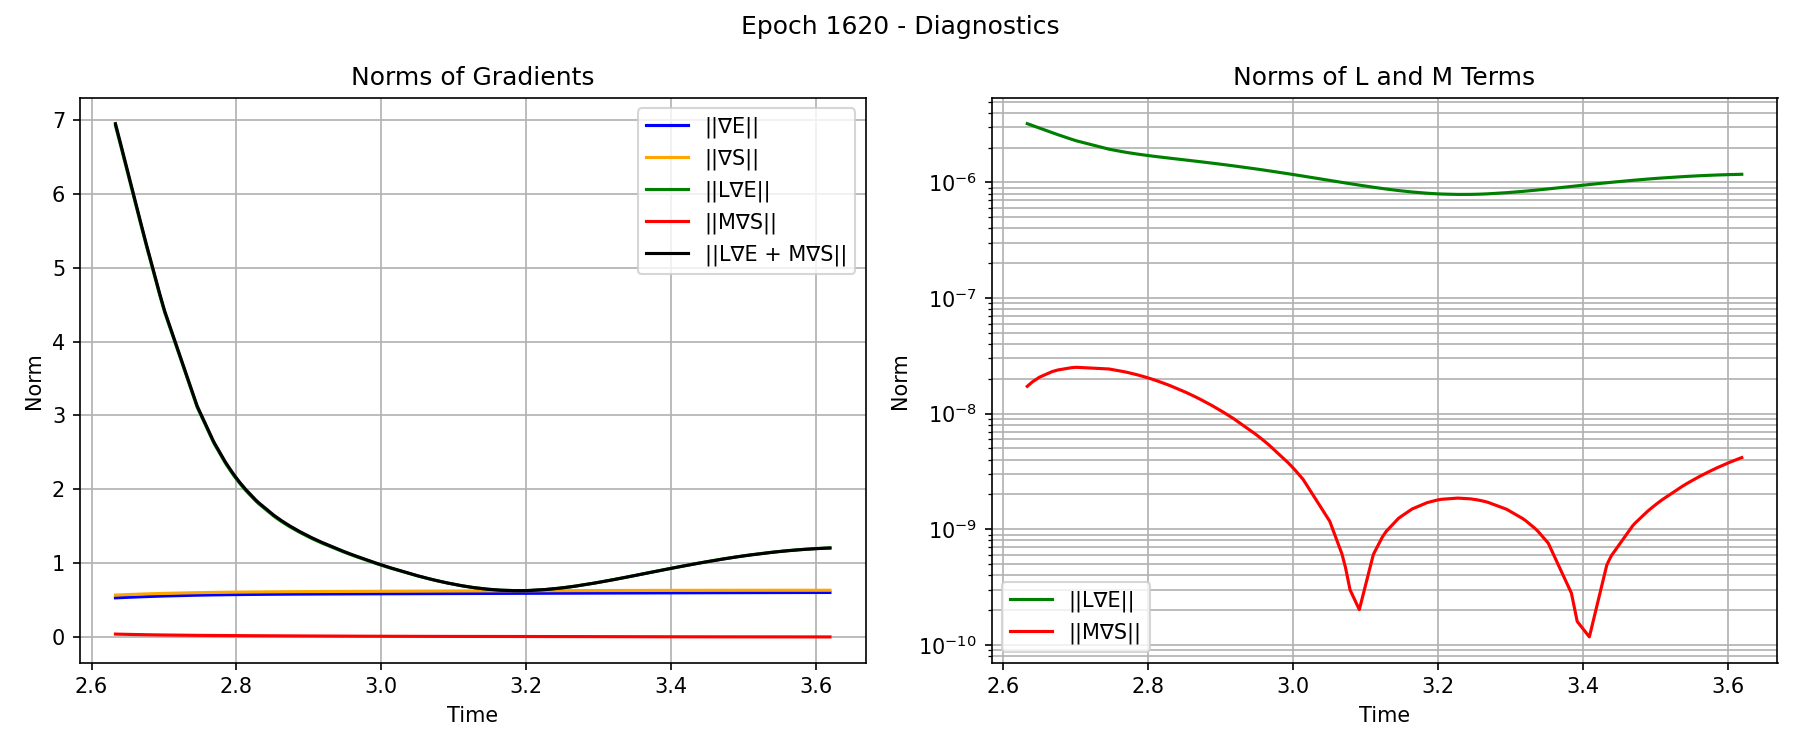 Epoch 1620 - Diagnostics
Norms of Gradients
Norm
7
6
5
4
3
2
1
0
2.6 2.8 3.0 3.2 3.4 3.6
Time
||∇E||
||∇S||
||L∇E||
||M∇S||
||L∇E + M∇S||
Norms of L and M Terms
Norm
10⁻⁶
10⁻⁷
10⁻⁸
10⁻⁹
10⁻¹⁰
2.6 2.8 3.0 3.2 3.4 3.6
Time
||L∇E||
||M∇S||